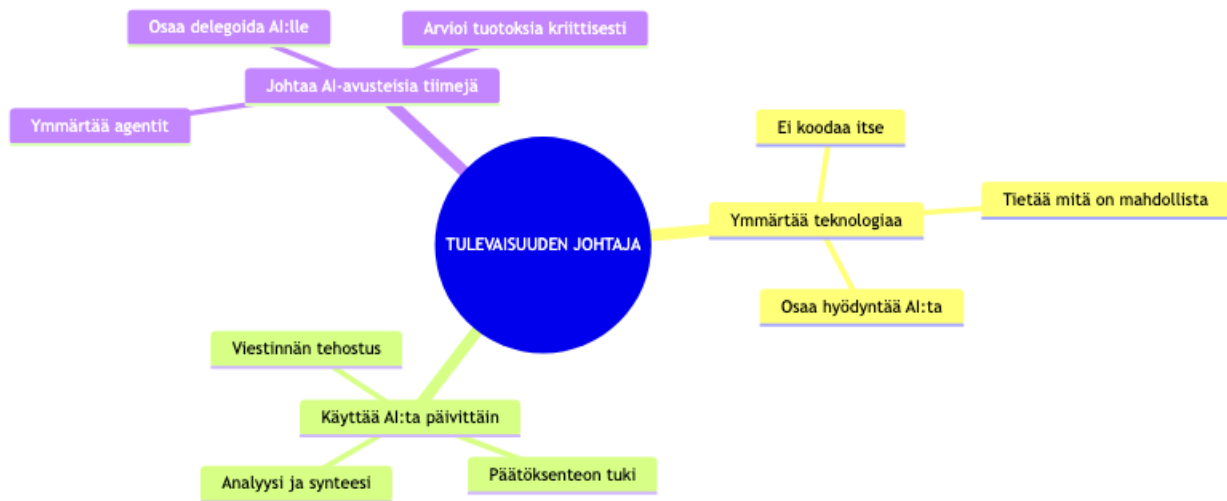 Osaa delegoida AI:lle
Arvioi tuotoksia kriittisesti
Johtaa AI-avusteisia tiimejä
Ymmärtää agentit
TULEVAISUUDEN JOHTAJA
Ei koodaa itse
Tietää mitä on mahdollista
Ymmärtää teknologiaa
Osaa hyödyntää AI:ta
Viestinnän tehostus
Käyttää AI:ta päivittäin
Analyysi ja synteesi
Päätöksenteon tuki